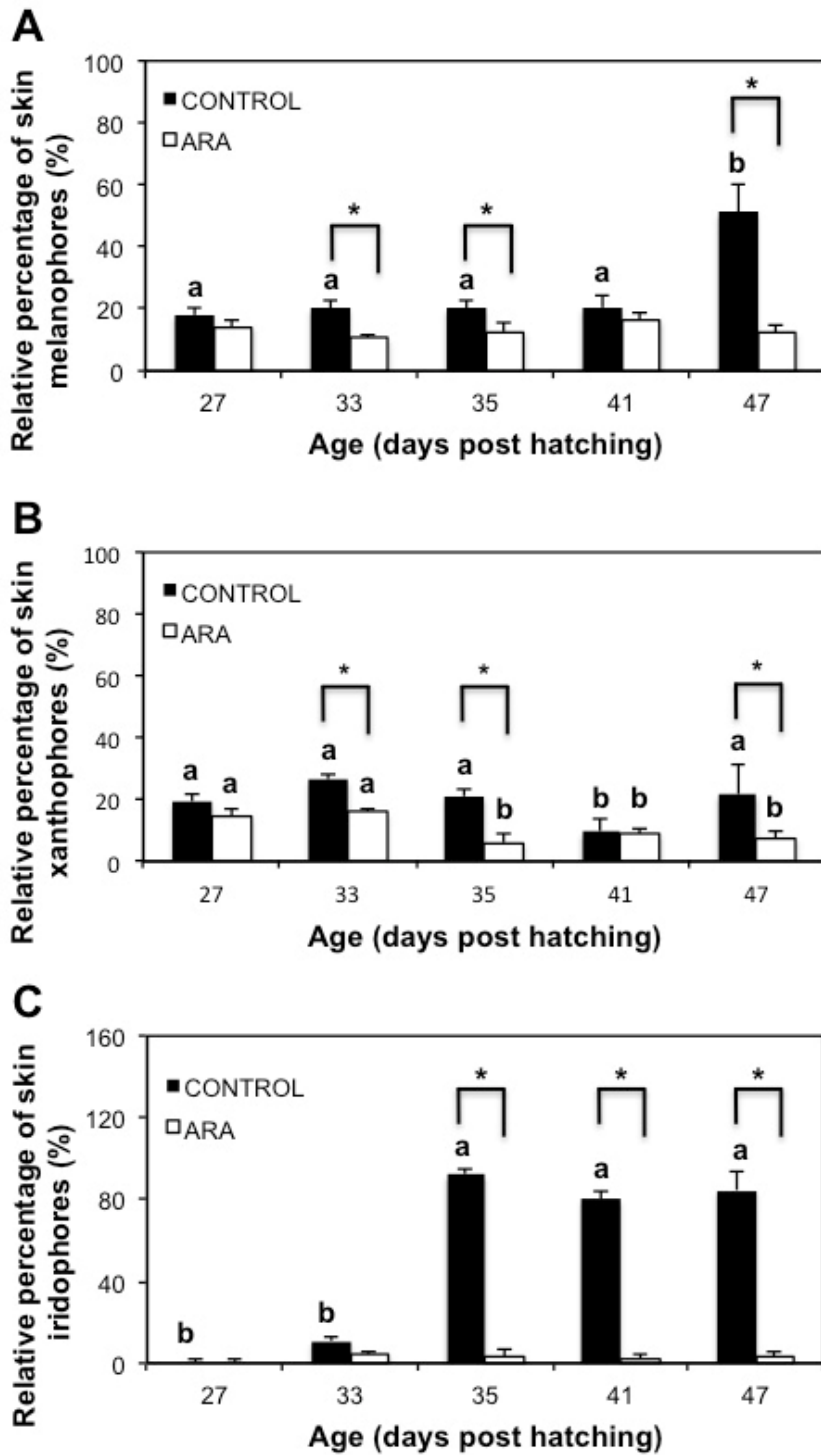 A
Relative percentage of skin
melanophores (%)
100
80
60
40
20
0
CONTROL
ARA
a
a
*
a
*
a
b
*
27 33 35 41 47
Age (days post hatching)
B
Relative percentage of skin
xanthophores (%)
100
80
60
40
20
0
CONTROL
ARA
a a
a a
*
a b
*
b b
a b
*
27 33 35 41 47
Age (days post hatching)
C
Relative percentage of skin
iridophores (%)
160
120
80
40
0
CONTROL
ARA
b
b
a
*
a
*
a
*
27 33 35 41 47
Age (days post hatching)